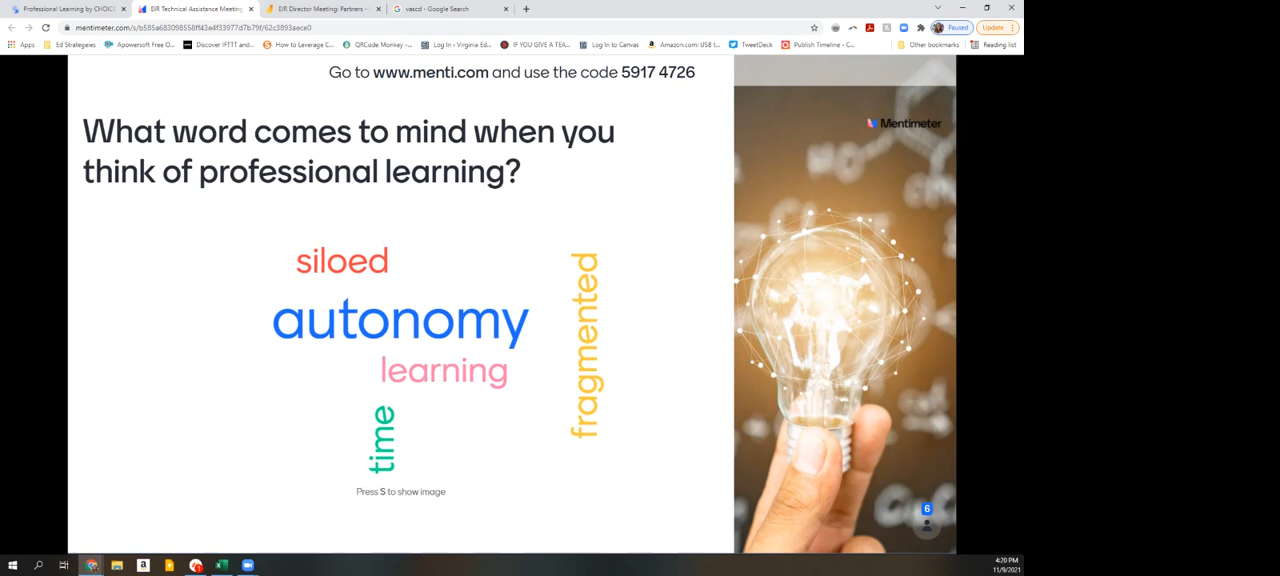 Professional Learning by CHOICE
EIR Technical Assistance Meeting
EIR Director Meeting: Partners -
vascd - Google Search
mentimeter.com/s/b585a683098558ff43e4f33977d7b79f/62c3893aece0
Paused
Update
Apps
Ed Strategeies
Apowersoft Free O...
Discover IFTTT and...
How to Leverage C...
QRCode Monkey -...
Log In - Virginia Ed...
IF YOU GIVE A TEA...
Log In to Canvas
Amazon.com: USB t...
TweetDeck
Publish Timeline - C...
Other bookmarks
Reading list
Go to www.menti.com and use the code 5917 4726
Mentimeter
What word comes to mind when you
think of professional learning?
siloed
autonomy
learning
fragmented
time
Press S to show image
6
4:20 PM
11/9/2021